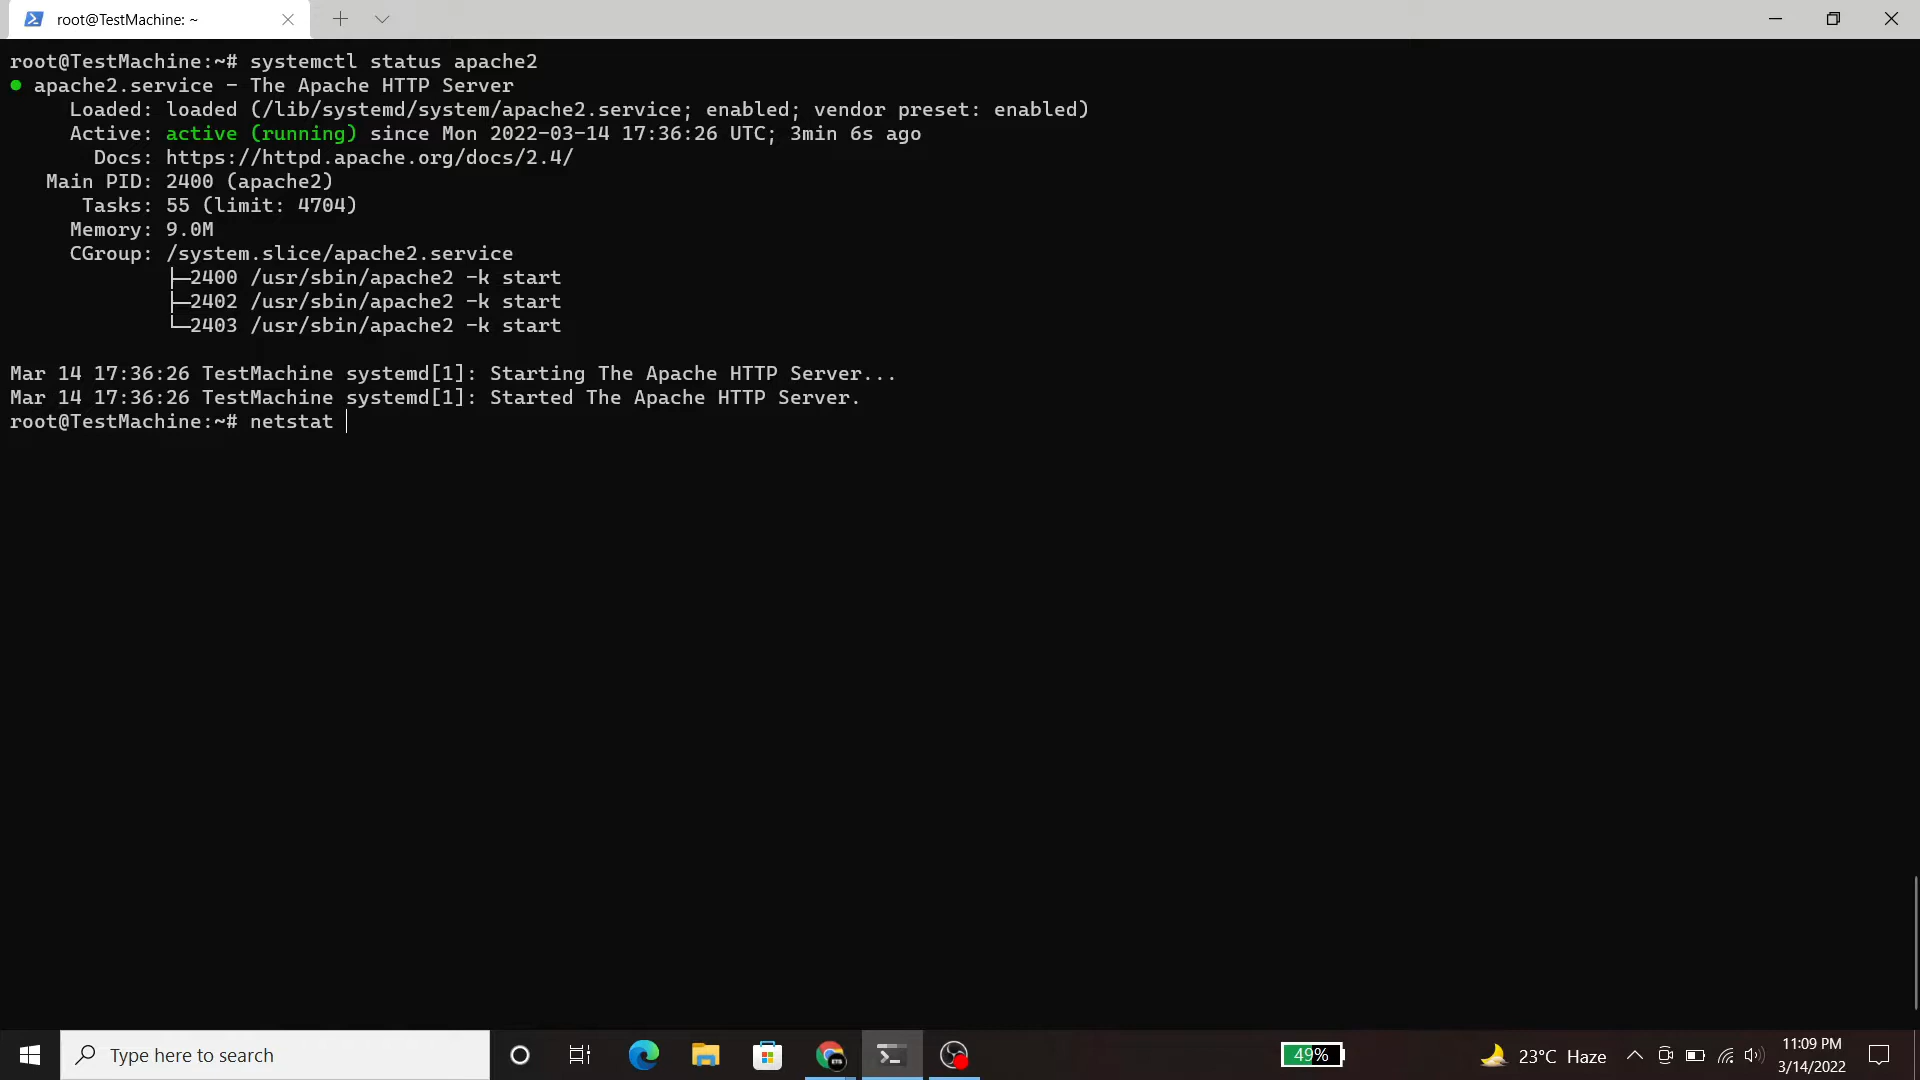 root@TestMachine: ~
root@TestMachine:~# systemctl status apache2
● apache2.service - The Apache HTTP Server
Loaded: loaded (/lib/systemd/system/apache2.service; enabled; vendor preset: enabled)
Active: active (running) since Mon 2022-03-14 17:36:26 UTC; 3min 6s ago
Docs: https://httpd.apache.org/docs/2.4/
Main PID: 2400 (apache2)
Tasks: 55 (limit: 4704)
Memory: 9.0M
CGroup: /system.slice/apache2.service
├─2400 /usr/sbin/apache2 -k start
├─2402 /usr/sbin/apache2 -k start
└─2403 /usr/sbin/apache2 -k start
Mar 14 17:36:26 TestMachine systemd[1]: Starting The Apache HTTP Server...
Mar 14 17:36:26 TestMachine systemd[1]: Started The Apache HTTP Server.
root@TestMachine:~# netstat
Type here to search
49%
23°C Haze
11:09 PM
3/14/2022